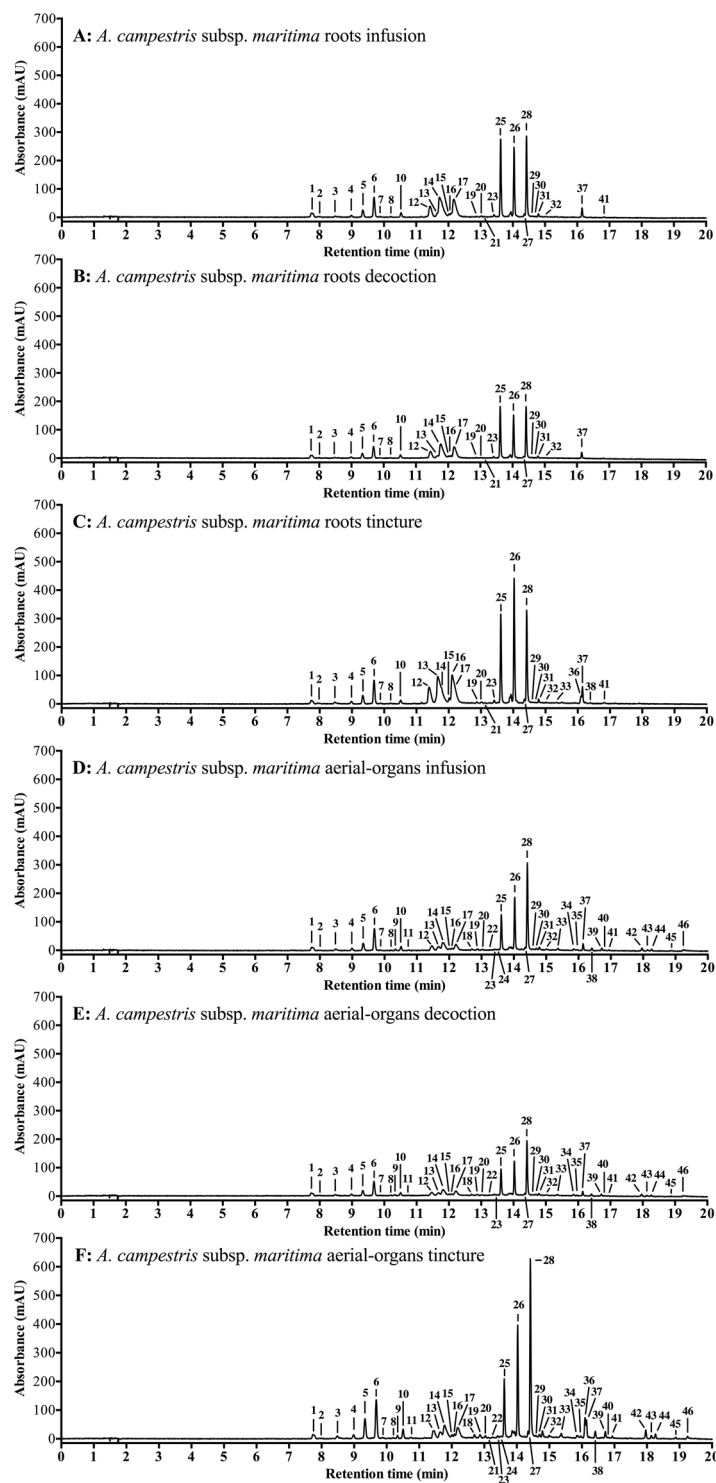 A: A. campestris subsp. maritima roots infusion
Absorbance (mAU)
700
600
500
400
300
200
100
0
1 2 3 4 5 6 7 8 10 12 13 14 15 16 17 19 20 21 23 25 26 27 28 29 30 31 32 37 41
0 1 2 3 4 5 6 7 8 9 10 11 12 13 14 15 16 17 18 19 20
Retention time (min)
B: A. campestris subsp. maritima roots decoction
Absorbance (mAU)
700
600
500
400
300
200
100
0
1 2 3 4 5 6 7 8 10 12 13 14 15 16 17 19 20 21 23 25 26 27 28 29 30 31 32 37
0 1 2 3 4 5 6 7 8 9 10 11 12 13 14 15 16 17 18 19 20
Retention time (min)
C: A. campestris subsp. maritima roots tincture
Absorbance (mAU)
700
600
500
400
300
200
100
0
1 2 3 4 5 6 7 8 10 12 13 14 15 16 17 19 20 21 23 25 26 27 28 29 30 31 32 33 36 37 38 41
0 1 2 3 4 5 6 7 8 9 10 11 12 13 14 15 16 17 18 19 20
Retention time (min)
D: A. campestris subsp. maritima aerial-organs infusion
Absorbance (mAU)
700
600
500
400
300
200
100
0
1 2 3 4 5 6 7 8 9 10 11 12 13 14 15 16 17 18 19 20 22 23 24 25 26 27 28 29 30 31 32 33 34 35 37 38 39 40 41 42 43 44 45 46
0 1 2 3 4 5 6 7 8 9 10 11 12 13 14 15 16 17 18 19 20
Retention time (min)
E: A. campestris subsp. maritima aerial-organs decoction
Absorbance (mAU)
700
600
500
400
300
200
100
0
1 2 3 4 5 6 7 8 9 10 11 12 13 14 15 16 17 18 19 20 22 23 25 26 27 28 29 30 31 32 33 34 35 37 38 39 40 41 42 43 44 45 46
0 1 2 3 4 5 6 7 8 9 10 11 12 13 14 15 16 17 18 19 20
Retention time (min)
F: A. campestris subsp. maritima aerial-organs tincture
Absorbance (mAU)
700
600
500
400
300
200
100
0
1 2 3 4 5 6 7 8 9 10 11 12 13 14 15 16 17 18 19 20 21 22 23 24 25 26 27 28 29 30 31 32 33 34 35 36 37 38 39 40 41 42 43 44 45 46
0 1 2 3 4 5 6 7 8 9 10 11 12 13 14 15 16 17 18 19 20
Retention time (min)